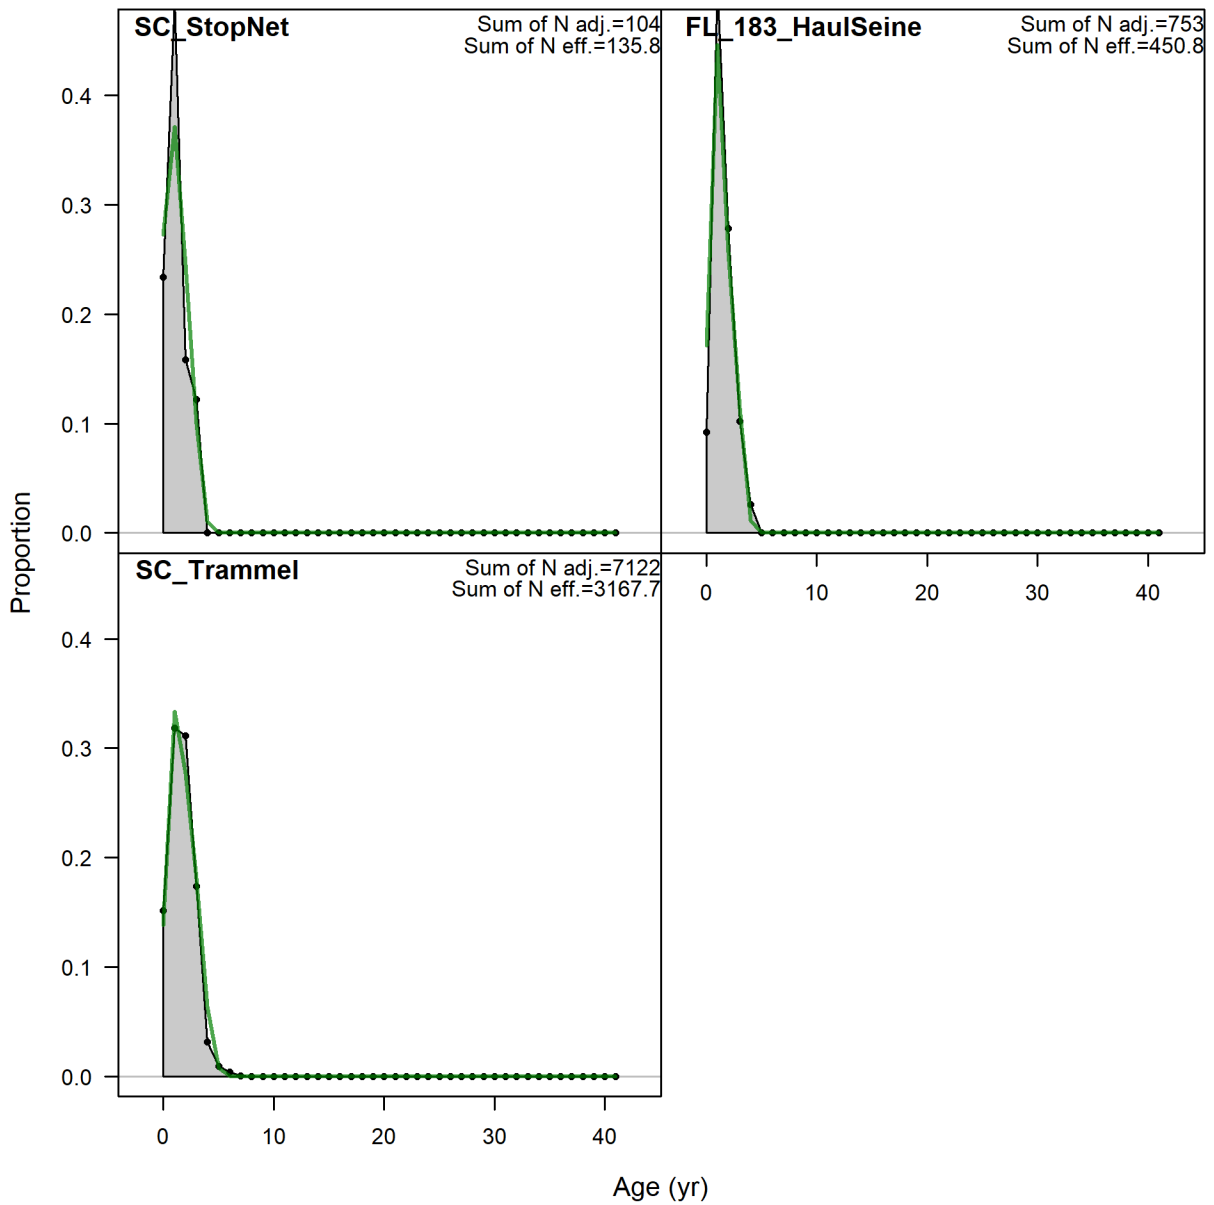 SC_StopNet
Sum of N adj.=104
Sum of N eff.=135.8
FL_183_HaulSeine
Sum of N adj.=753
Sum of N eff.=450.8
0.4
0.3
0.2
0.1
0.0
0 10 20 30 40
SC_Trammel
Sum of N adj.=7122
Sum of N eff.=3167.7
0.4
0.3
0.2
0.1
0.0
0 10 20 30 40
Proportion
Age (yr)